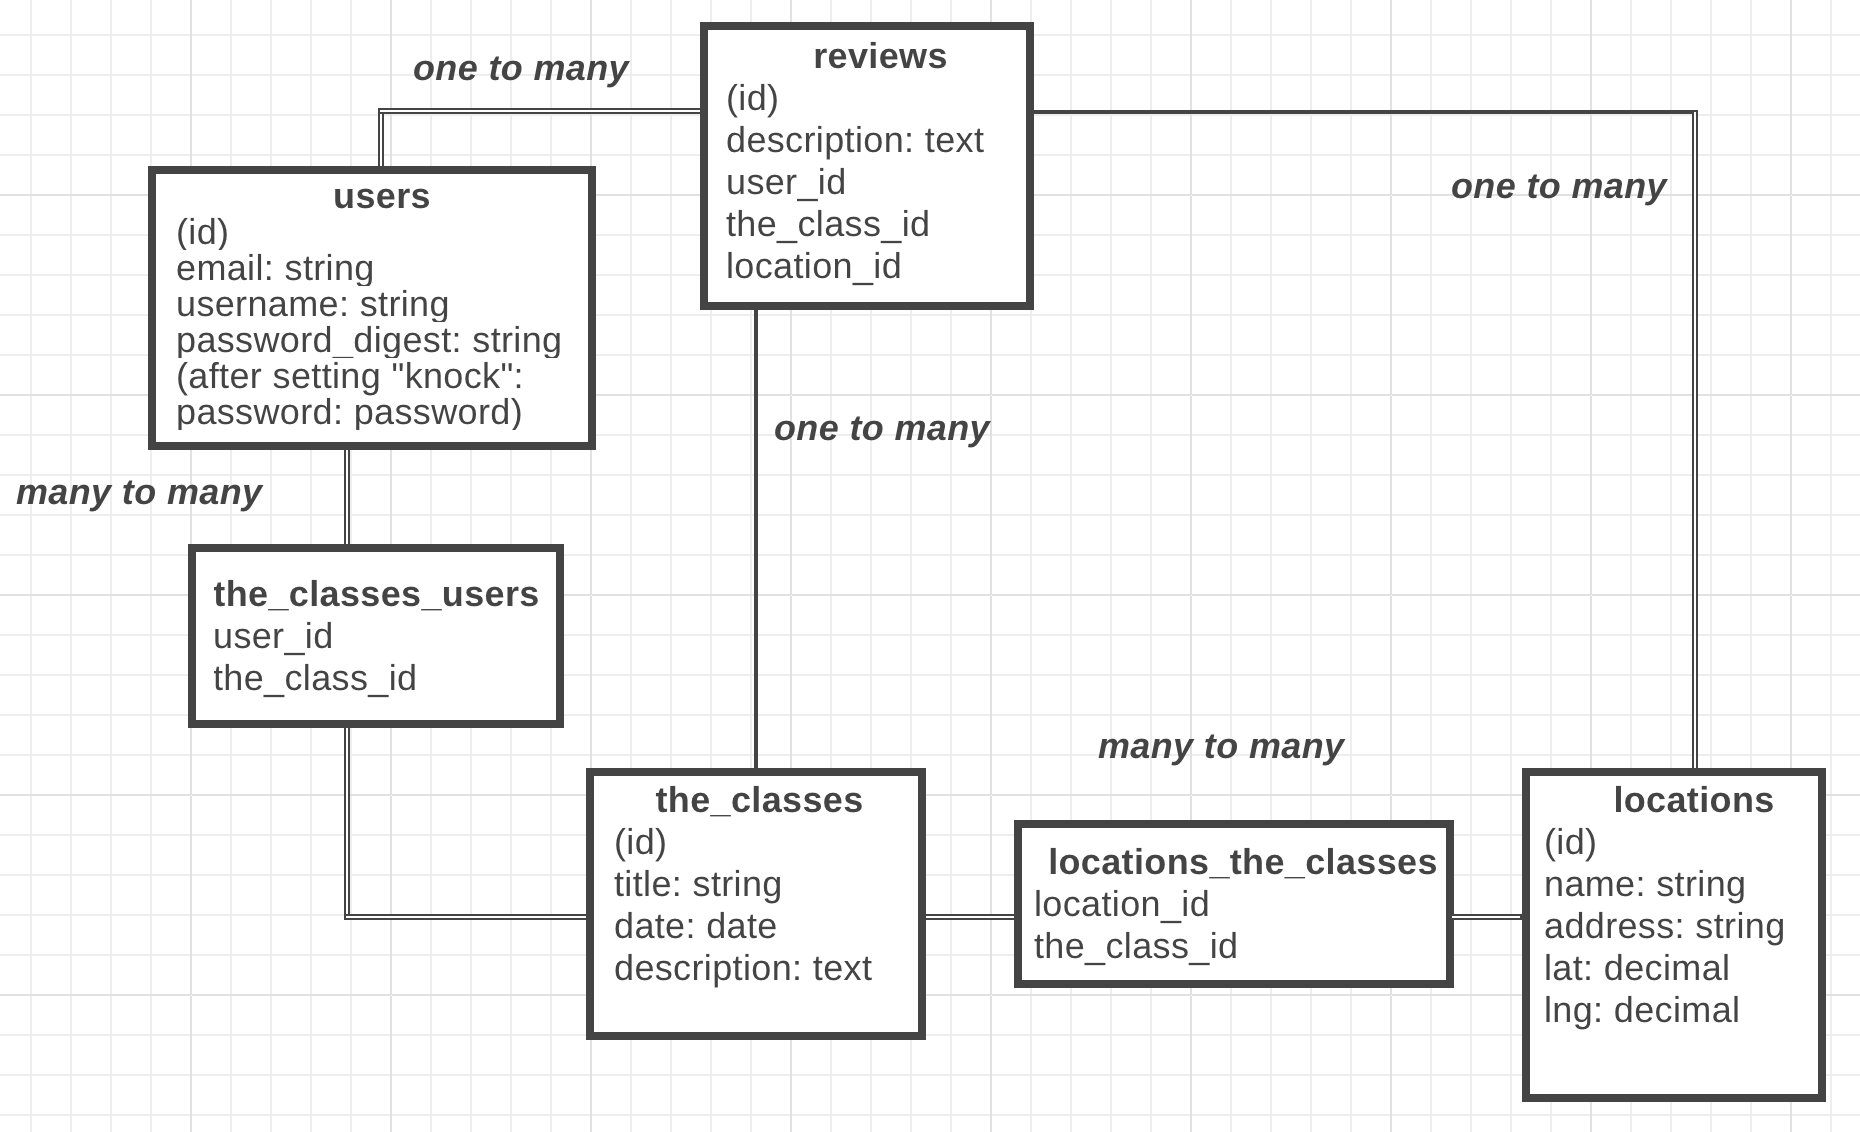 one to many
reviews
(id)
description: text
user_id
the_class_id
location_id
one to many
users
(id)
email: string
username: string
password_digest: string
(after setting "knock":
password: password)
one to many
many to many
the_classes_users
user_id
the_class_id
the_classes
(id)
title: string
date: date
description: text
many to many
locations_the_classes
location_id
the_class_id
locations
(id)
name: string
address: string
lat: decimal
lng: decimal